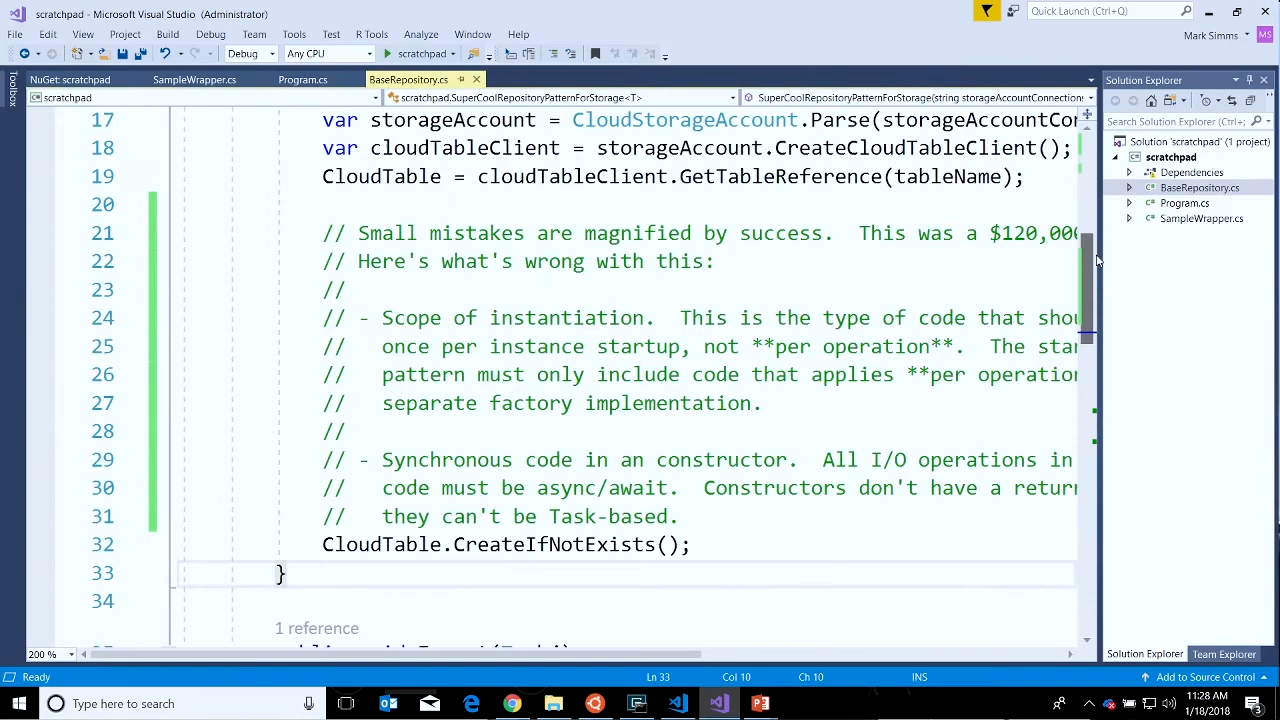 scratchpad - Microsoft Visual Studio (Administrator)
Quick Launch (Ctrl+Q)
File Edit View Project Build Debug Team Tools Test R Tools Analyze Window Help
Mark Simms MS
Debug Any CPU scratchpad
Toolbox
NuGet: scratchpad SampleWrapper.cs Program.cs BaseRepository.cs
scratchpad scratchpad.SuperCoolRepositoryPatternForStorage<T> SuperCoolRepositoryPatternForStorage(string storageAccountConnection
17 var storageAccount = CloudStorageAccount.Parse(storageAccountCon
18 var cloudTableClient = storageAccount.CreateCloudTableClient();
19 CloudTable = cloudTableClient.GetTableReference(tableName);
20
21 // Small mistakes are magnified by success. This was a $120,000
22 // Here's what's wrong with this:
23 //
24 // - Scope of instantiation. This is the type of code that shou
25 // once per instance startup, not **per operation**. The star
26 // pattern must only include code that applies **per operation
27 // separate factory implementation.
28 //
29 // - Synchronous code in an constructor. All I/O operations in
30 // code must be async/await. Constructors don't have a return
31 // they can't be Task-based.
32 CloudTable.CreateIfNotExists();
33 }
34
1 reference
200 %
Solution Explorer
Search Solution Explorer (Ctrl+;)
Solution 'scratchpad' (1 project)
scratchpad
Dependencies
BaseRepository.cs
Program.cs
SampleWrapper.cs
Solution Explorer Team Explorer
Ready Ln 33 Col 10 Ch 10 INS Add to Source Control
Type here to search
11:28 AM
1/18/2018